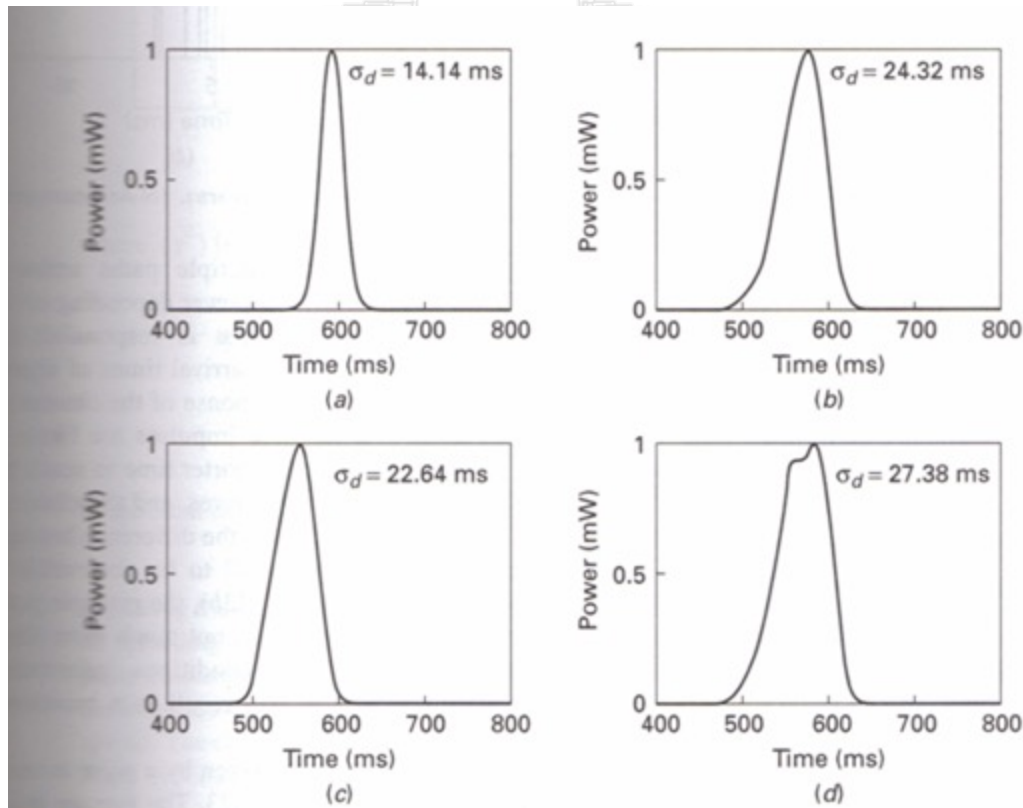 1
σd = 14.14 ms
Power (mW)
0.5
0
400 500 600 700 800
Time (ms)
(a)
1
σd = 24.32 ms
Power (mW)
0.5
0
400 500 600 700 800
Time (ms)
(b)
1
σd = 22.64 ms
Power (mW)
0.5
0
400 500 600 700 800
Time (ms)
(c)
1
σd = 27.38 ms
Power (mW)
0.5
0
400 500 600 700 800
Time (ms)
(d)